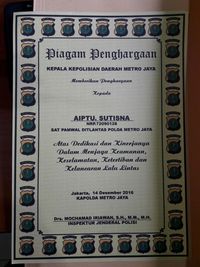 Piagam Penghargaan
KEPALA KEPOLISIAN DAERAH METRO JAYA
Memberikan Penghargaan
Kepada
AIPTU. SUTISNA
NRP.72090128
SAT PAMWAL DITLANTAS POLDA METRO JAYA
Atas Dedikasi dan Kinerjanya
Dalam Menjaga Keamanan,
Keselamatan, Ketertiban dan
Kelancaran Lalu Lintas
Jakarta, 14 Desember 2016
KAPOLDA METRO JAYA
Drs. MOCHAMAD IRIAWAN, S.H., M.M., M.H.
INSPEKTUR JENDERAL POLISI